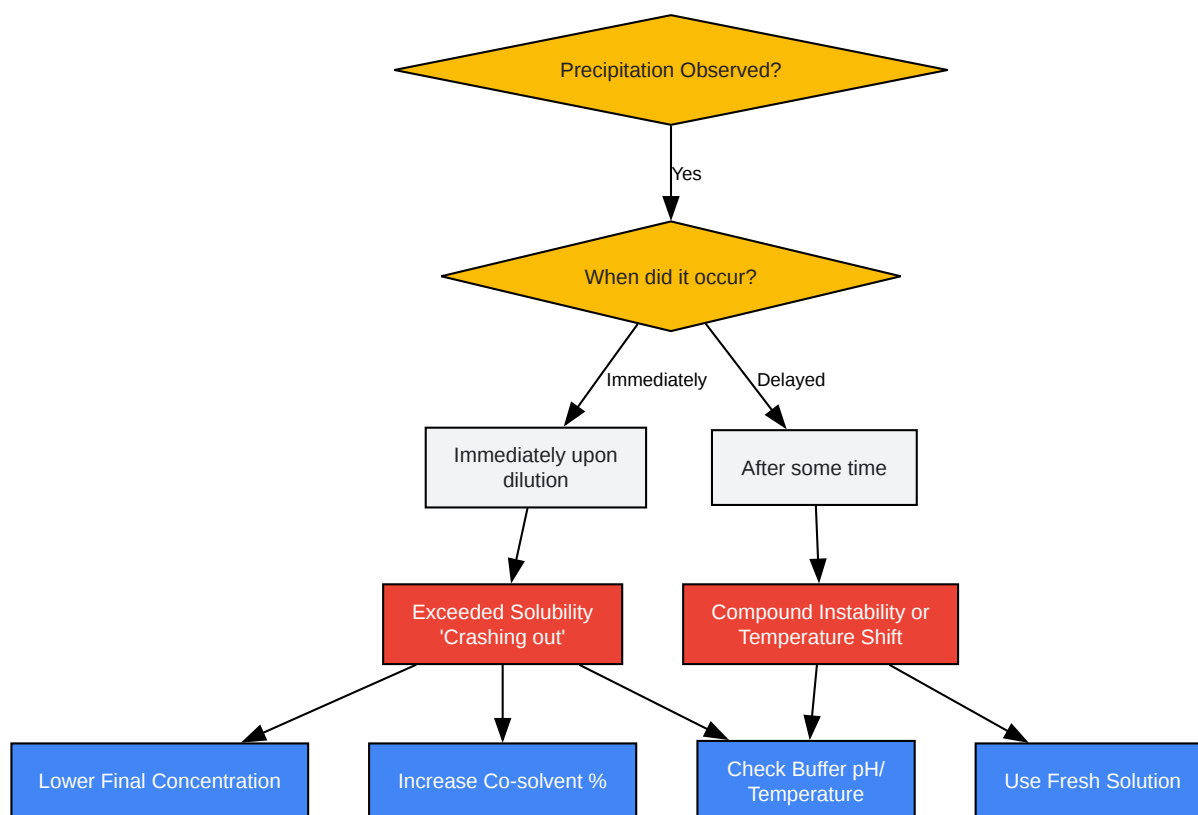 Precipitation Observed?
Yes
When did it occur?
Immediately
Delayed
Immediately upon
dilution
After some time
Exceeded Solubility
'Crashing out'
Compound Instability or
Temperature Shift
Lower Final Concentration
Increase Co-solvent %
Check Buffer pH/
Temperature
Use Fresh Solution